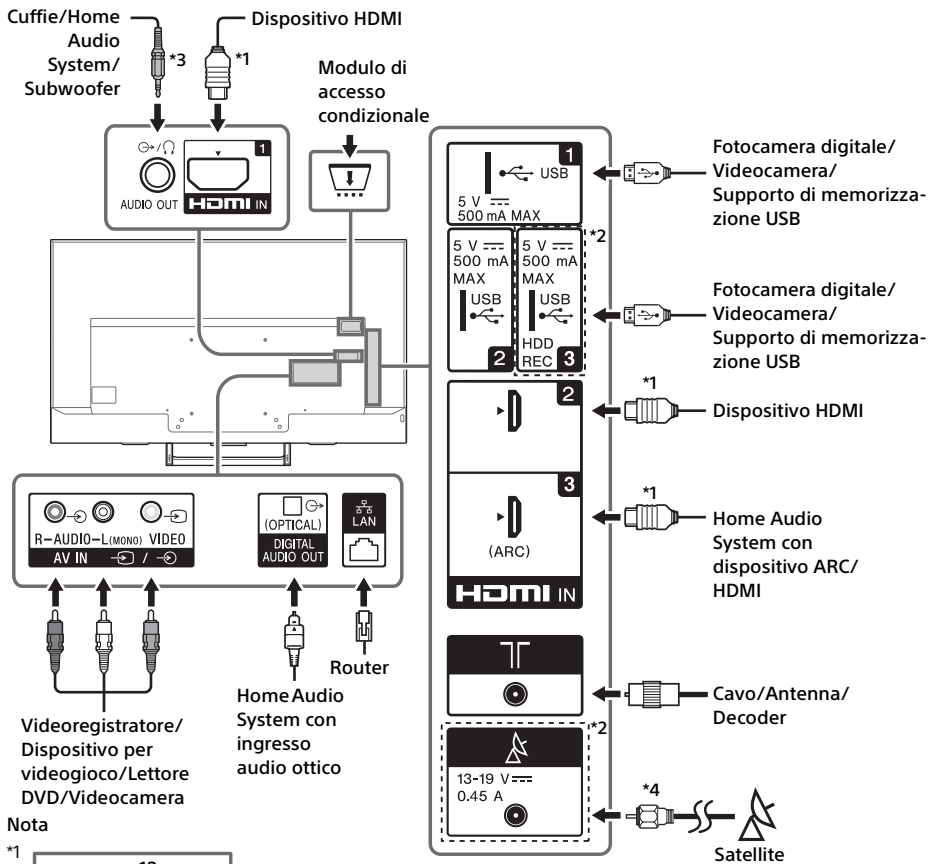 Cuffie/Home
Audio
System/
Subwoofer
*3
*1
Dispositivo HDMI
Modulo di
accesso
condizionale
AUDIO OUT
1
HDMI IN
1
USB
5 V
500 mA MAX
Fotocamera digitale/
Videocamera/
Supporto di memorizza-
zione USB
*2
5 V
500 mA
MAX
USB
2
5 V
500 mA
MAX
USB
HDD
REC 3
Fotocamera digitale/
Videocamera/
Supporto di memorizza-
zione USB
2
*1
Dispositivo HDMI
3
(ARC)
HDMI IN
*1
Home Audio
System con
dispositivo ARC/
HDMI
R-AUDIO-L(MONO) VIDEO
AV IN /
(OPTICAL)
DIGITAL
AUDIO OUT
LAN
Router
Home Audio
System con
ingresso
audio ottico
Videoregistratore/
Dispositivo per
videogioco/Lettore
DVD/Videocamera
Cavo/Antenna/
Decoder
*2
13-19 V
0.45 A
*4
Satellite
Nota
*1